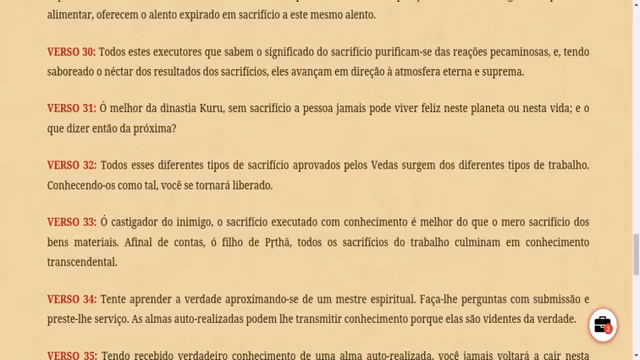 alimentar, oferecem o alento expirado em sacrifício a este mesmo alento.
VERSO 30: Todos estes executores que sabem o significado do sacrifício purificam-se das reações pecaminosas, e, tendo
saboreado o néctar dos resultados dos sacrifícios, eles avançam em direção à atmosfera eterna e suprema.
VERSO 31: Ó melhor da dinastia Kuru, sem sacrifício a pessoa jamais pode viver feliz neste planeta ou nesta vida; e o
que dizer então da próxima?
VERSO 32: Todos esses diferentes tipos de sacrifício aprovados pelos Vedas surgem dos diferentes tipos de trabalho.
Conhecendo-os como tal, você se tornará liberado.
VERSO 33: Ó castigador do inimigo, o sacrifício executado com conhecimento é melhor do que o mero sacrifício dos
bens materiais. Afinal de contas, ó filho de Pṛthā, todos os sacrifícios do trabalho culminam em conhecimento
transcendental.
VERSO 34: Tente aprender a verdade aproximando-se de um mestre espiritual. Faça-lhe perguntas com submissão e
preste-lhe serviço. As almas auto-realizadas podem lhe transmitir conhecimento porque elas são videntes da verdade.
VERSO 35: Tendo recebido verdadeiro conhecimento de uma alma auto-realizada, você jamais voltará a cair nesta